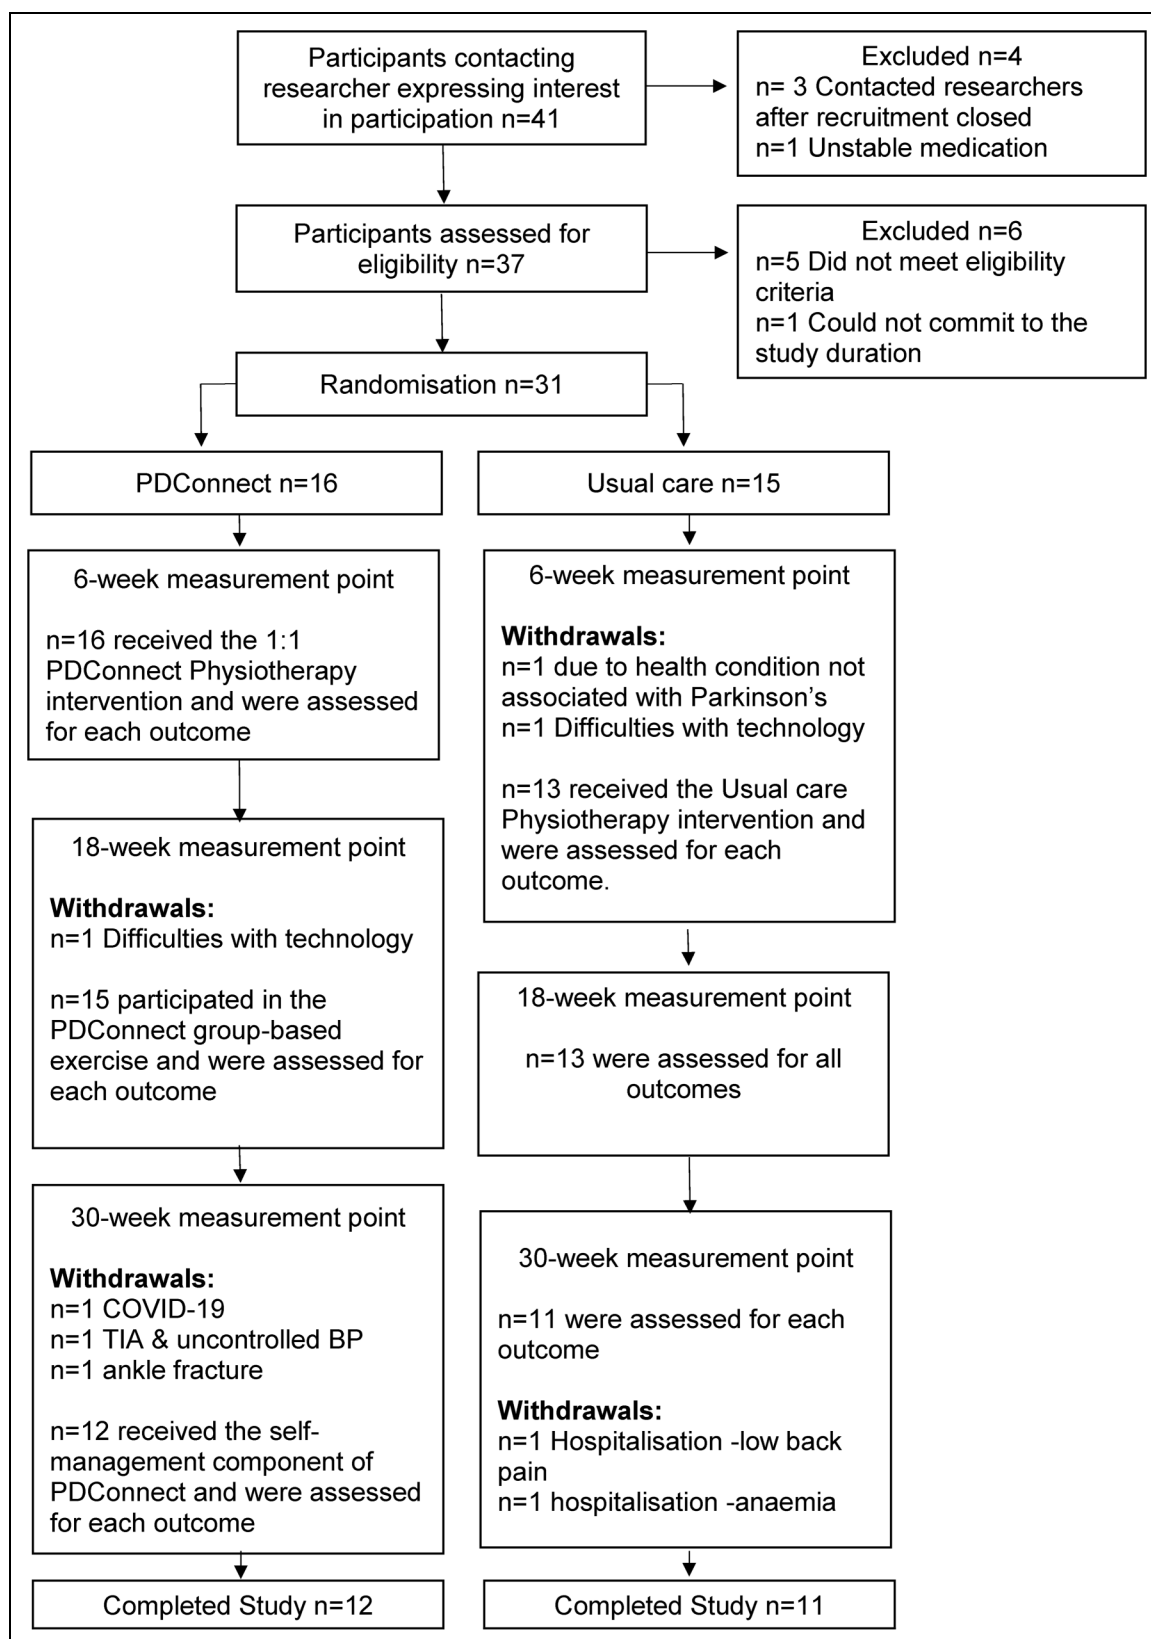 Participants contacting
researcher expressing interest
in participation n=41
Excluded n=4
n= 3 Contacted researchers
after recruitment closed
n=1 Unstable medication
Participants assessed for
eligibility n=37
Excluded n=6
n=5 Did not meet eligibility
criteria
n=1 Could not commit to the
study duration
Randomisation n=31
PDConnect n=16
Usual care n=15
6-week measurement point
n=16 received the 1:1
PDConnect Physiotherapy
intervention and were assessed
for each outcome
6-week measurement point
Withdrawals:
n=1 due to health condition not
associated with Parkinson’s
n=1 Difficulties with technology
n=13 received the Usual care
Physiotherapy intervention and
were assessed for each
outcome.
18-week measurement point
Withdrawals:
n=1 Difficulties with technology
n=15 participated in the
PDConnect group-based
exercise and were assessed for
each outcome
18-week measurement point
n=13 were assessed for all
outcomes
30-week measurement point
Withdrawals:
n=1 COVID-19
n=1 TIA & uncontrolled BP
n=1 ankle fracture
n=12 received the self-
management component of
PDConnect and were assessed
for each outcome
30-week measurement point
n=11 were assessed for each
outcome
Withdrawals:
n=1 Hospitalisation -low back
pain
n=1 hospitalisation -anaemia
Completed Study n=12
Completed Study n=11